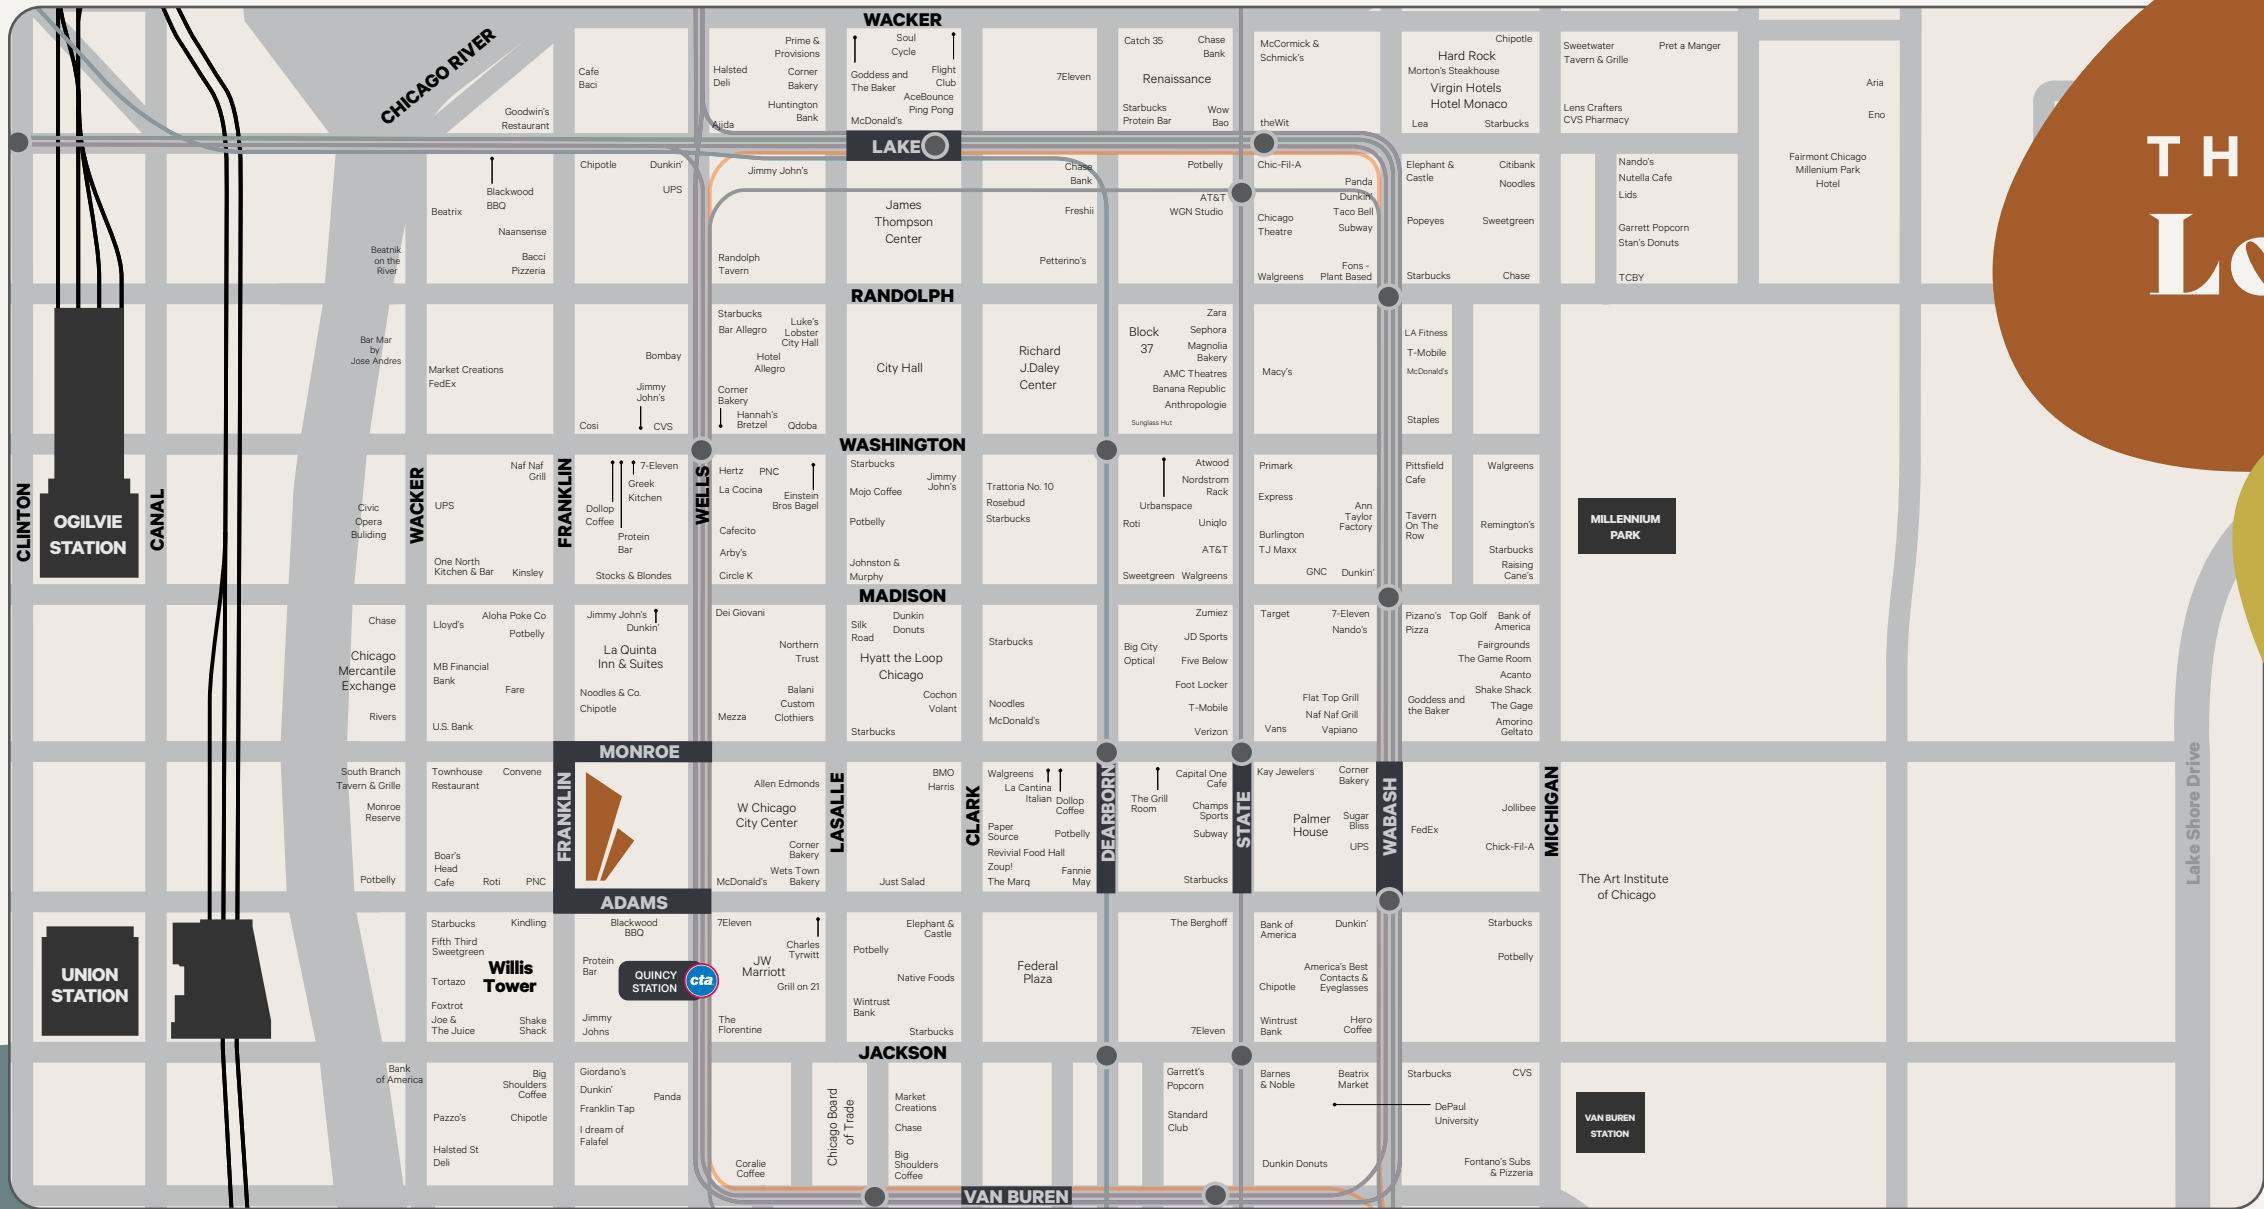 WACKER
CHICAGO RIVER
Cafe
Baci
Goodwin's
Restaurant
Prime &
Provisions
Halsted
Deli
Corner
Bakery
Huntington
Bank
Ajida
Soul
Cycle
Goddess and
The Baker
Flight
Club
AceBounce
Ping Pong
McDonald's
7Eleven
Catch 35
Chase
Bank
Renaissance
Starbucks
Protein Bar
Wow
Bao
McCormick &
Schmick's
theWit
Chipotle
Hard Rock
Morton's Steakhouse
Virgin Hotels
Hotel Monaco
Lea
Starbucks
Sweetwater
Tavern & Grille
Pret a Manger
Lens Crafters
CVS Pharmacy
Aria
Eno
TH
Lo
LAKE
Blackwood
BBQ
Beatrix
Naansense
Bacci
Pizzeria
Beatnik
on the
River
Chipotle
Dunkin'
UPS
Jimmy John's
Randolph
Tavern
James
Thompson
Center
Chase
Bank
Freshii
Petterino's
Potbelly
AT&T
WGN Studio
Chic-Fil-A
Panda
Dunkin'
Taco Bell
Subway
Chicago
Theatre
Walgreens
Fons -
Plant Based
Elephant &
Castle
Citibank
Noodles
Popeyes
Sweetgreen
Starbucks
Chase
Nando's
Nutella Cafe
Lids
Garrett Popcorn
Stan's Donuts
TCBY
Fairmont Chicago
Millenium Park
Hotel
RANDOLPH
Bar Mar
by
Jose Andres
Market Creations
FedEx
Bombay
Jimmy
John's
Cosi
CVS
Starbucks
Bar Allegro
Luke's
Lobster
City Hall
Hotel
Allegro
Corner
Bakery
Hannah's
Bretzel
Qdoba
City Hall
Richard
J.Daley
Center
Block
37
Zara
Sephora
Magnolia
Bakery
AMC Theatres
Banana Republic
Anthropologie
Sunglass Hut
Macy's
LA Fitness
T-Mobile
McDonald's
Staples
WASHINGTON
CLINTON
CANAL
WACKER
FRANKLIN
WELLS
OGILVIE
STATION
Civic
Opera
Buliding
Naf Naf
Grill
UPS
One North
Kitchen & Bar
Kinsley
7-Eleven
Greek
Kitchen
Dollop
Coffee
Protein
Bar
Stocks & Blondes
Hertz
PNC
La Cocina
Einstein
Bros Bagel
Cafecito
Arby's
Circle K
Starbucks
Jimmy
John's
Mojo Coffee
Potbelly
Johnston &
Murphy
Trattoria No. 10
Rosebud
Starbucks
Atwood
Nordstrom
Rack
Urbanspace
Roti
Uniqlo
AT&T
Sweetgreen
Walgreens
Primark
Express
Ann
Taylor
Factory
Burlington
TJ Maxx
GNC
Dunkin'
Pittsfield
Cafe
Tavern
On The
Row
Walgreens
Remington's
Starbucks
Raising
Cane's
MILLENNIUM
PARK
MADISON
Chase
Chicago
Mercantile
Exchange
Rivers
Aloha Poke Co
Lloyd's
Potbelly
MB Financial
Bank
Fare
U.S. Bank
Jimmy John's
Dunkin'
La Quinta
Inn & Suites
Noodles & Co.
Chipotle
Dei Giovani
Northern
Trust
Balani
Custom
Clothiers
Mezza
Silk
Road
Dunkin
Donuts
Hyatt the Loop
Chicago
Cochon
Volant
Starbucks
Starbucks
Noodles
McDonald's
Zumiez
JD Sports
Big City
Optical
Five Below
Foot Locker
T-Mobile
Verizon
Target
7-Eleven
Nando's
Flat Top Grill
Naf Naf Grill
Vans
Vapiano
Pizano's
Pizza
Top Golf
Bank of
America
Fairgrounds
The Game Room
Acanto
Shake Shack
Goddess and
the Baker
The Gage
Amorino
Geltato
MONROE
FRANKLIN
ADAMS
South Branch
Tavern & Grille
Monroe
Reserve
Potbelly
Townhouse
Restaurant
Convene
Boar's
Head
Cafe
Roti
PNC
Allen Edmonds
W Chicago
City Center
Corner
Bakery
Wets Town
Bakery
McDonald's
LASALLE
BMO
Harris
Just Salad
CLARK
Walgreens
La Cantina
Italian
Dollop
Coffee
Paper
Source
Potbelly
Revivial Food Hall
Zoup!
The Marq
Fannie
May
DEARBORN
The Grill
Room
Capital One
Cafe
Champs
Sports
Subway
Starbucks
STATE
Kay Jewelers
Corner
Bakery
Palmer
House
Sugar
Bliss
UPS
WABASH
Jollibee
FedEx
Chick-Fil-A
MICHIGAN
The Art Institute
of Chicago
Lake Shore Drive
UNION
STATION
Starbucks
Kindling
Fifth Third
Sweetgreen
Willis
Tower
Tortazo
Foxtrot
Joe &
The Juice
Shake
Shack
Blackwood
BBQ
Protein
Bar
QUINCY
STATION
cta
Jimmy
Johns
7Eleven
Charles
Tyrwitt
JW
Marriott
Grill on 21
The
Florentine
Elephant &
Castle
Potbelly
Native Foods
Wintrust
Bank
Starbucks
Federal
Plaza
The Berghoff
7Eleven
Bank of
America
Dunkin'
America's Best
Contacts &
Eyeglasses
Chipotle
Wintrust
Bank
Hero
Coffee
Starbucks
Potbelly
JACKSON
Bank
of America
Big
Shoulders
Coffee
Pazzo's
Chipotle
Halsted St
Deli
Giordano's
Dunkin'
Panda
Franklin Tap
I dream of
Falafel
Coralie
Coffee
Chicago Board
of Trade
Market
Creations
Chase
Big
Shoulders
Coffee
Garrett's
Popcorn
Standard
Club
Barnes
& Noble
Beatrix
Market
Dunkin Donuts
Starbucks
CVS
DePaul
University
Fontano's Subs
& Pizzeria
VAN BUREN
STATION
VAN BUREN